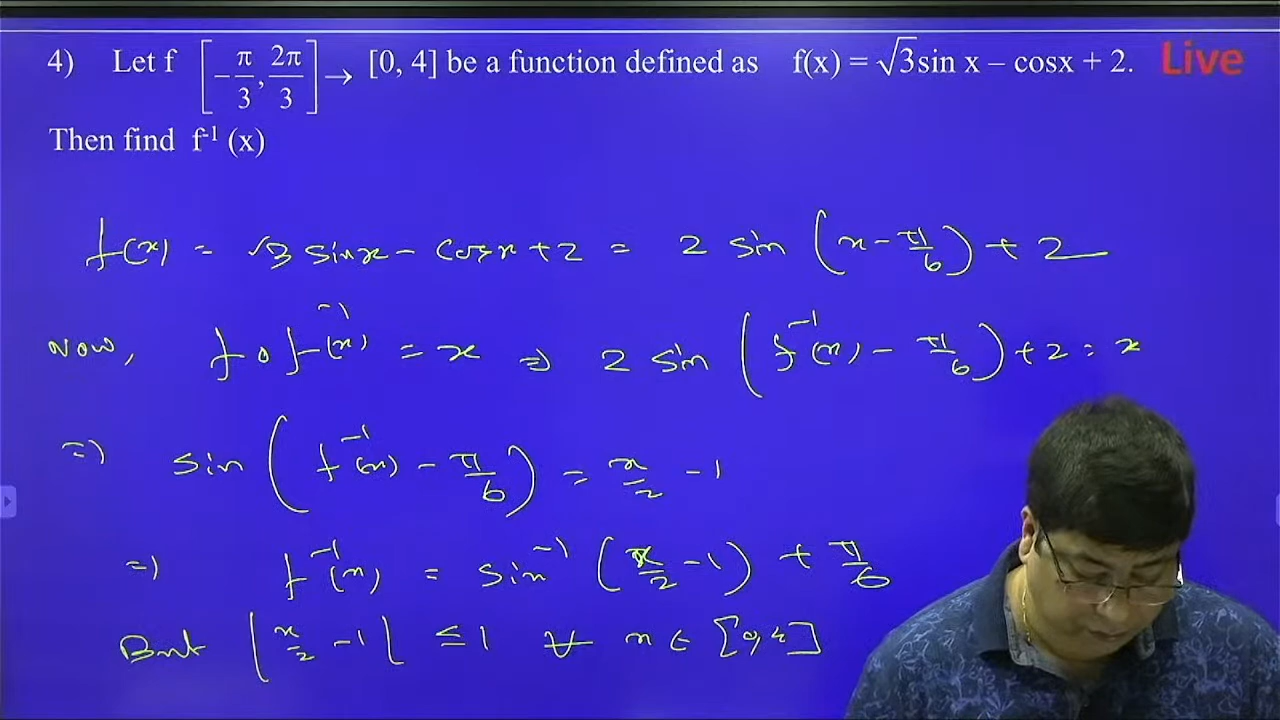 4) Let f [-π/3, 2π/3] → [0, 4] be a function defined as f(x) = √3sin x – cosx + 2. Live
Then find f⁻¹ (x)
f(x) = √3 sinx - cosx + 2 = 2 sin (x - π/6) + 2
Now, f o f⁻¹(x) = x ⇒ 2 sin (f⁻¹(x) - π/6) + 2 = x
⇒ sin (f⁻¹(x) - π/6) = x/2 - 1
⇒ f⁻¹(x) = sin⁻¹ (x/2 - 1) + π/6
But |x/2 - 1| ≤ 1 ∀ x ∈ [0, 4]